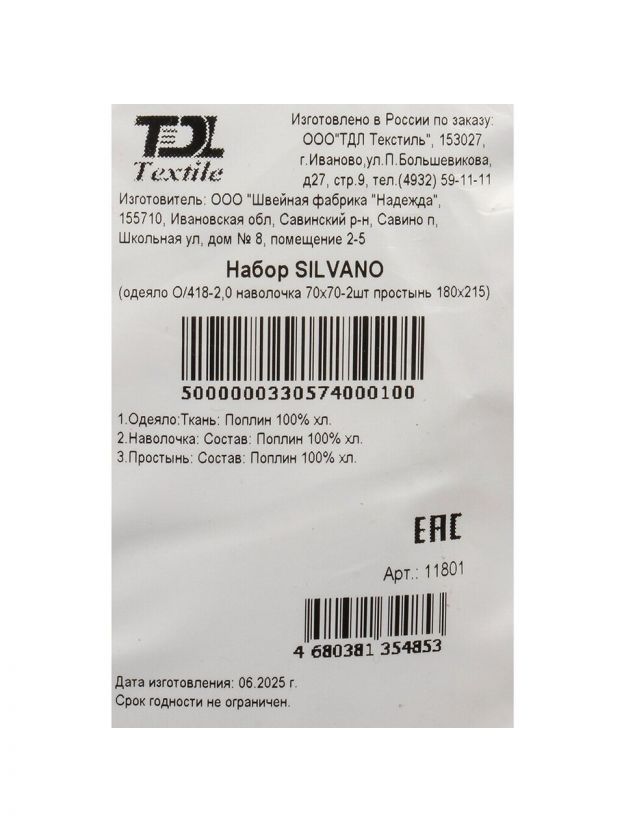 TDL
Textile
Изготовлено в России по заказу:
ООО"ТДЛ Текстиль", 153027,
г.Иваново,ул.П.Большевикова,
д27, стр.9, тел.(4932) 59-11-11
Изготовитель: ООО "Швейная фабрика "Надежда",
155710, Ивановская обл, Савинский р-н, Савино п,
Школьная ул, дом № 8, помещение 2-5
Набор SILVANO
(одеяло О/418-2,0 наволочка 70х70-2шт простынь 180х215)
5000000330574000100
1.Одеяло:Ткань: Поплин 100% хл.
2.Наволочка: Состав: Поплин 100% хл.
3.Простынь: Состав: Поплин 100% хл.
ЕАС
Арт.: 11801
4 680381 354853
Дата изготовления: 06.2025 г.
Срок годности не ограничен.